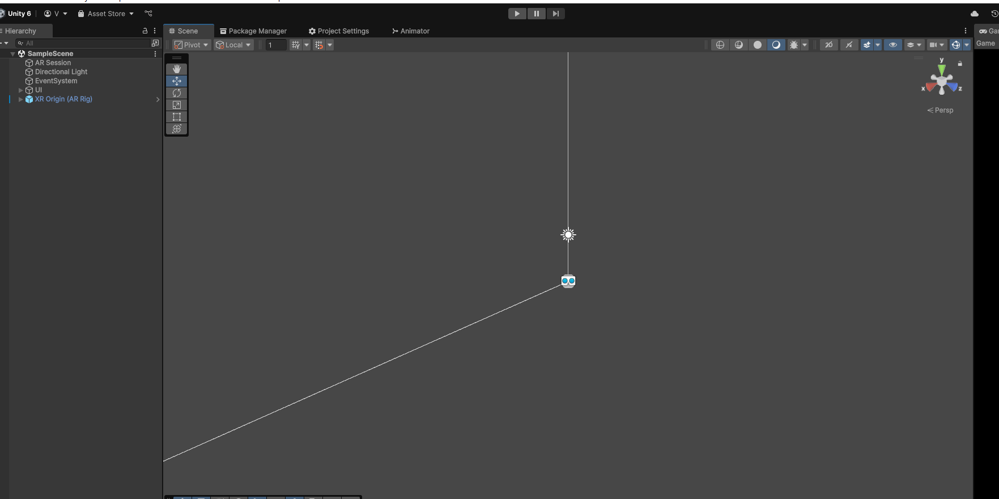 Unity 6 V Asset Store
Hierarchy
All
SampleScene
AR Session
Directional Light
EventSystem
UI
XR Origin (AR Rig)
Scene Package Manager Project Settings Animator
Pivot Local 1 2D
y
x z
Persp
Game